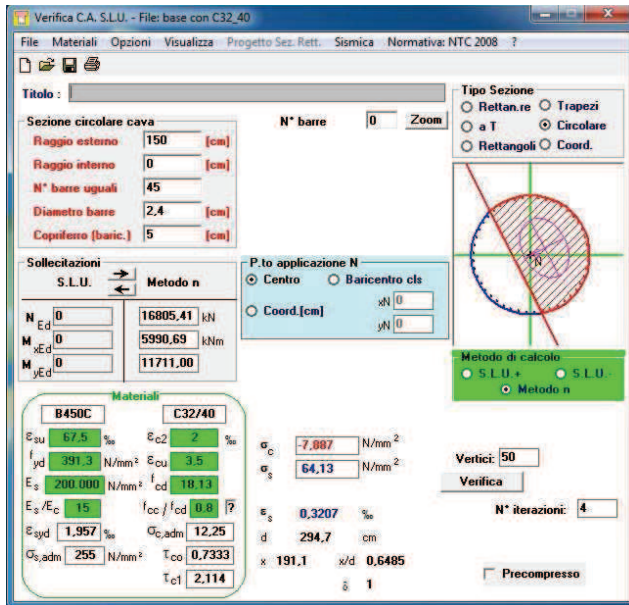 Verifica C.A. S.L.U. - File: base con C32_40
File Materiali Opzioni Visualizza Progetto Sez. Rett. Sismica Normativa: NTC 2008 ?
Titolo :
N° barre 0 Zoom
Tipo Sezione
Rettan.re Trapezi
a T Circolare
Rettangoli Coord.
Sezione circolare cava
Raggio esterno 150 [cm]
Raggio interno 0 [cm]
N° barre uguali 45
Diametro barre 2,4 [cm]
Copriferro (baric.) 5 [cm]
N
Sollecitazioni
S.L.U. Metodo n
N Ed 0 16805,41 kN
M xEd 0 5990,69 kNm
M yEd 0 11711,00
P.to applicazione N
Centro Baricentro cls
Coord.[cm] xN 0
yN 0
Metodo di calcolo
S.L.U.+ S.L.U.-
Metodo n
Materiali
B450C C32/40
εsu 67,5 ‰ εc2 2 ‰
fyd 391,3 N/mm² εcu 3,5
Es 200.000 N/mm² fcd 18,13
Es/Ec 15 fcc / fcd 0,8 ?
εsyd 1,957 ‰ σc,adm 12,25
σs,adm 255 N/mm² τco 0,7333
τc1 2,114
σc -7,887 N/mm²
σs 64,13 N/mm²
εs 0,3207 ‰
d 294,7 cm
x 191,1 x/d 0,6485
δ 1
Vertici: 50
Verifica
N° iterazioni: 4
Precompresso